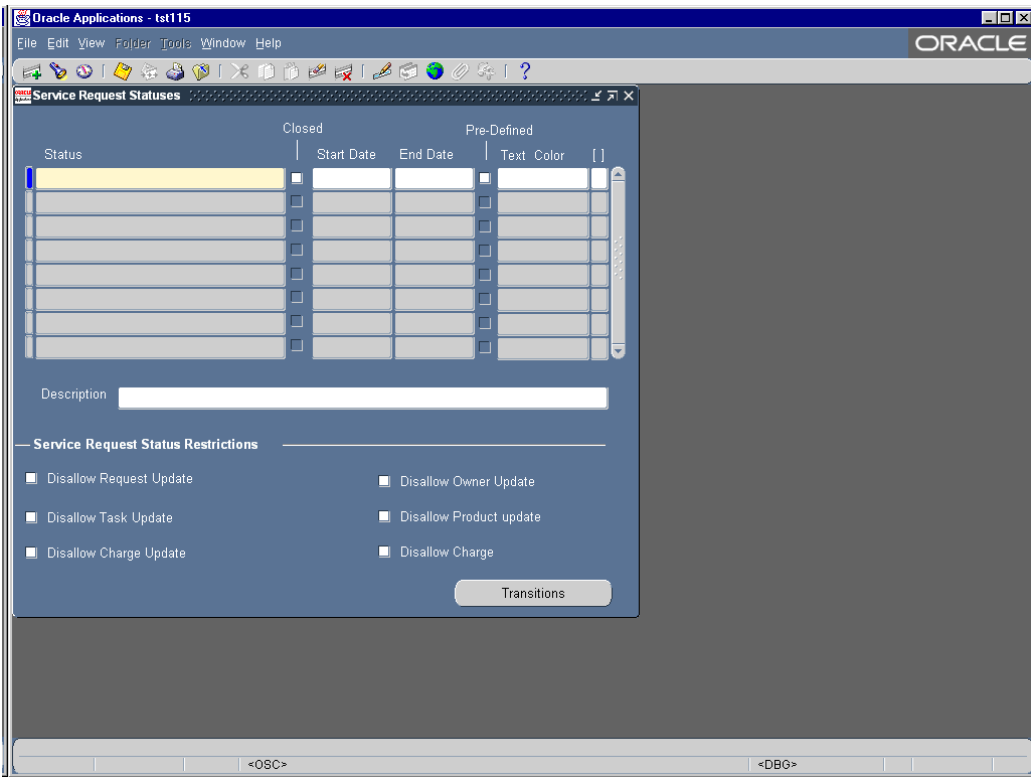 Oracle Applications - tst115
File Edit View Folder Tools Window Help
ORACLE
Service Request Statuses
Closed Pre-Defined
Status Start Date End Date Text Color [ ]
Description
Service Request Status Restrictions
Disallow Request Update Disallow Owner Update
Disallow Task Update Disallow Product update
Disallow Charge Update Disallow Charge
Transitions
<OSC> <DBG>